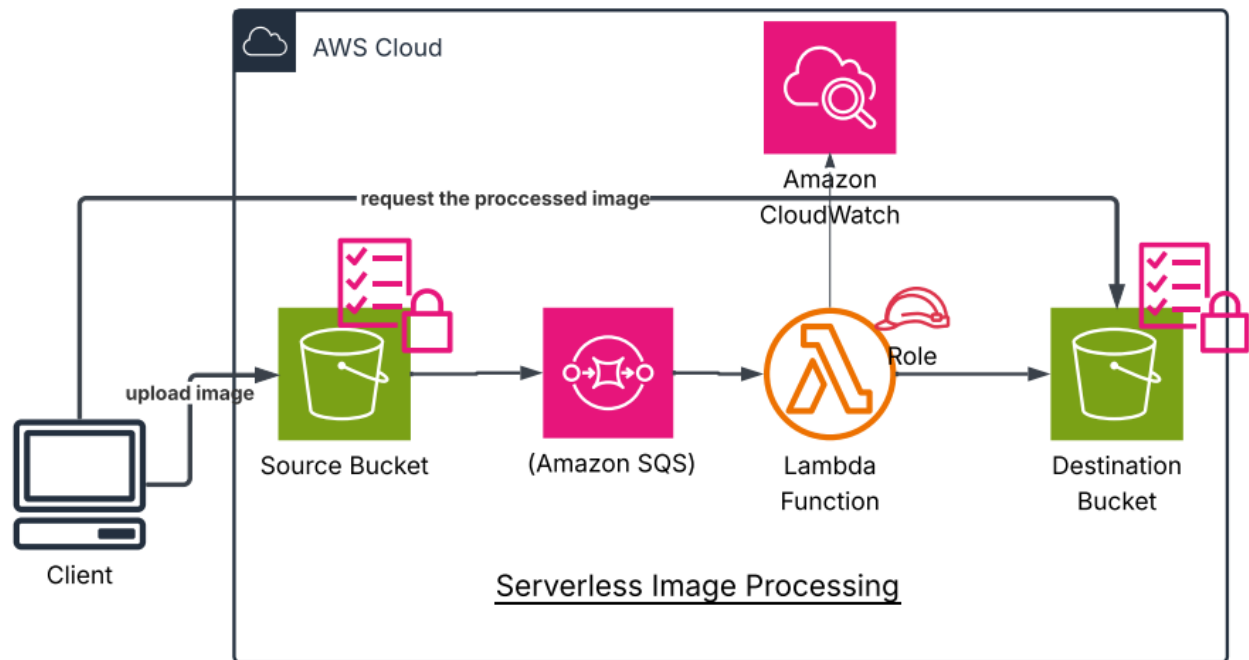 AWS Cloud
Amazon
CloudWatch
request the proccessed image
Role
upload image
Source Bucket
(Amazon SQS)
Lambda
Function
Destination
Bucket
Client
Serverless Image Processing